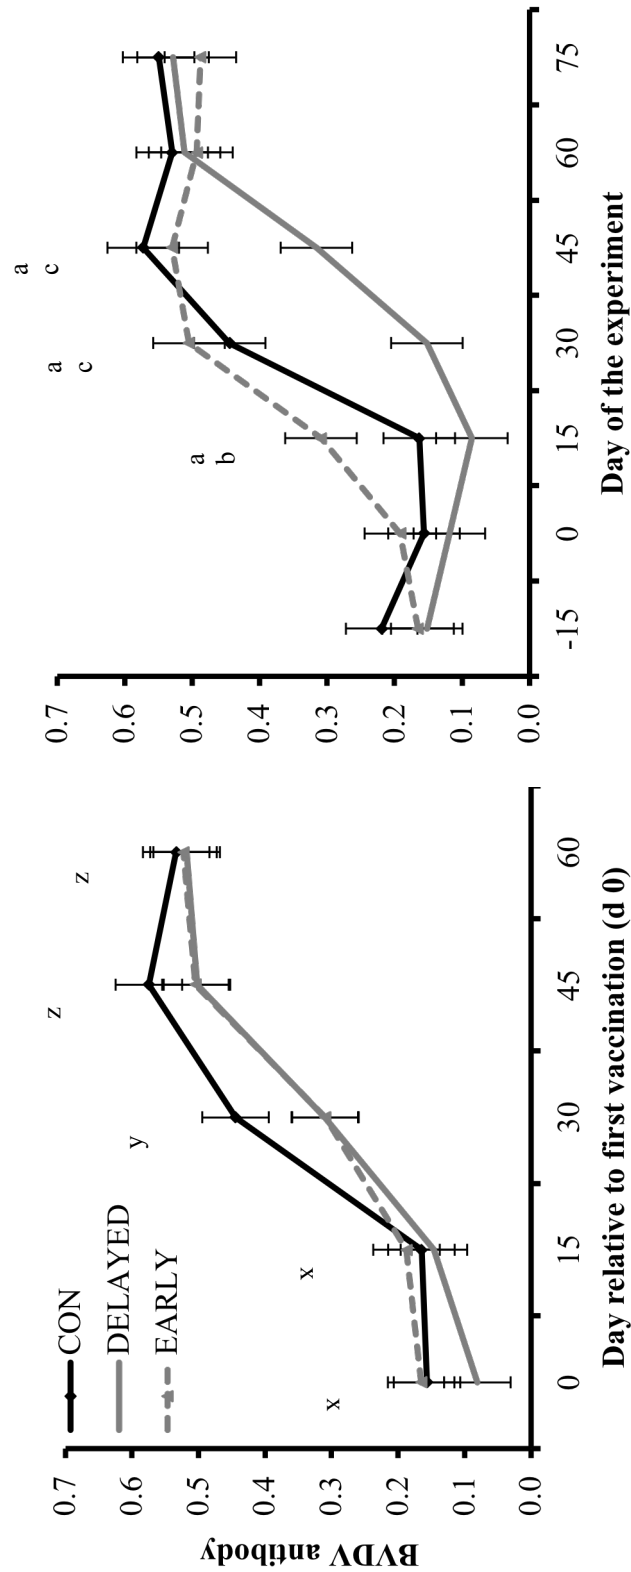 BVDV antibody
0.7
0.6
0.5
0.4
0.3
0.2
0.1
0.0
CON
DELAYED
EARLY
x
x
y
z
z
0
15
30
45
60
Day relative to first vaccination (d 0)
0.7
0.6
0.5
0.4
0.3
0.2
0.1
0.0
a
b
a
c
a
c
-15
0
15
30
45
60
75
Day of the experiment